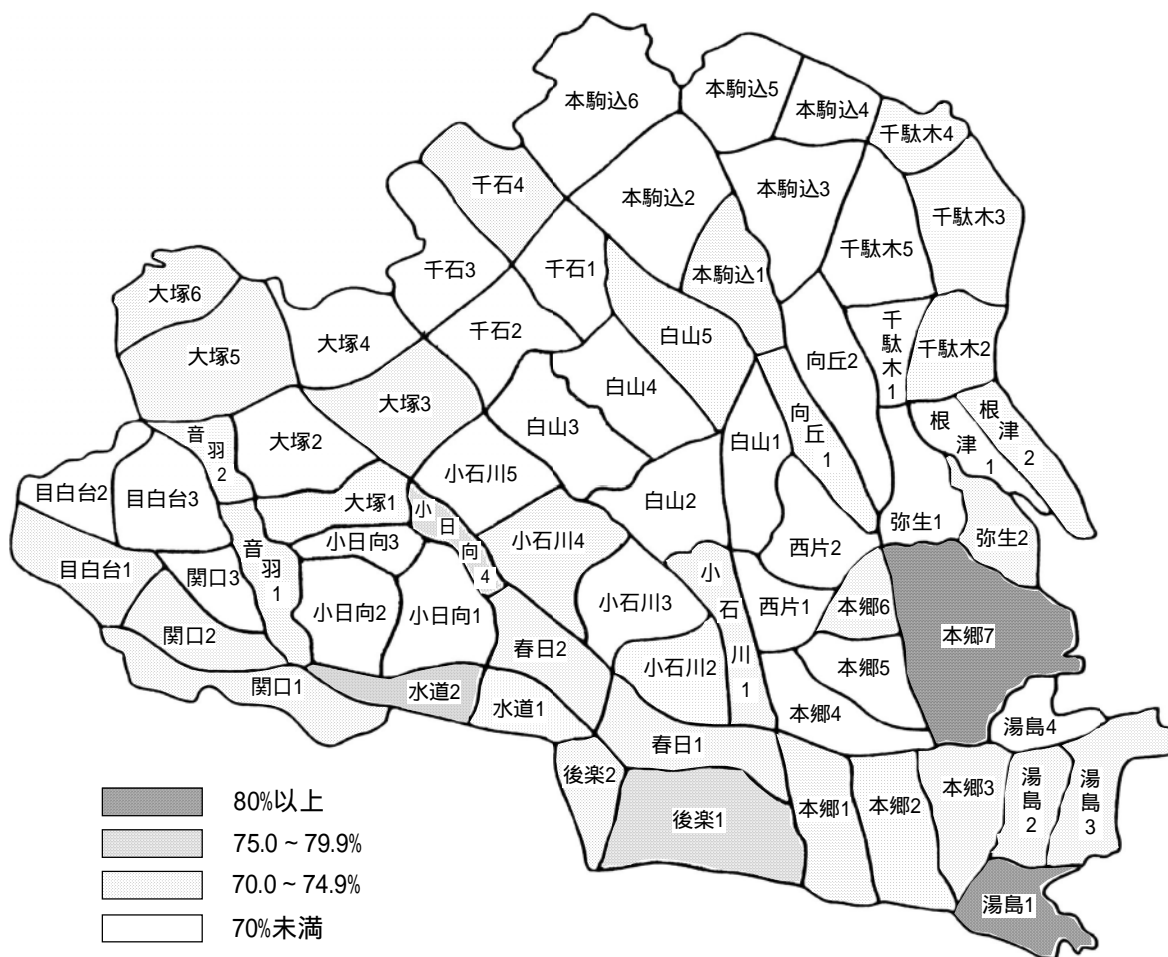 本駒込6
本駒込5
本駒込4
千駄木4
千石4
本駒込2
本駒込3
千駄木3
千駄木5
千石3
千石1
本駒込1
大塚6
千石2
大塚4
白山5
千駄木1
千駄木2
大塚5
向丘2
白山4
大塚3
向丘1
根津1
根津2
白山3
白山1
音羽2
大塚2
小石川5
目白台2
目白台3
白山2
大塚1
小日向4
弥生1
弥生2
小日向3
小石川4
西片2
音羽1
目白台1
関口3
小石川1
小石川3
西片1
本郷6
小日向2
小日向1
本郷7
関口2
春日2
小石川2
本郷5
関口1
水道2
水道1
本郷4
湯島4
春日1
後楽2
本郷3
湯島2
湯島3
後楽1
本郷1
本郷2
湯島1
80%以上
75.0~79.9%
70.0~74.9%
70%未満